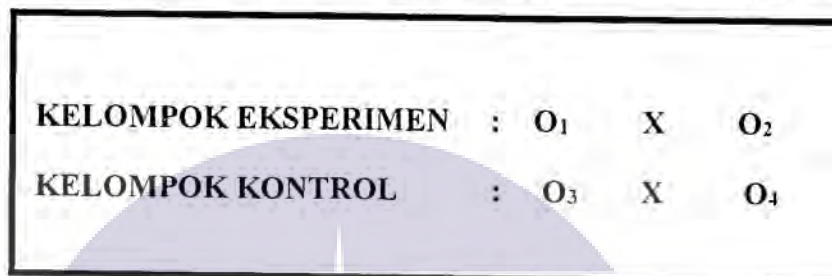 KELOMPOK EKSPERIMEN : O₁ X O₂
KELOMPOK KONTROL : O₃ X O₄